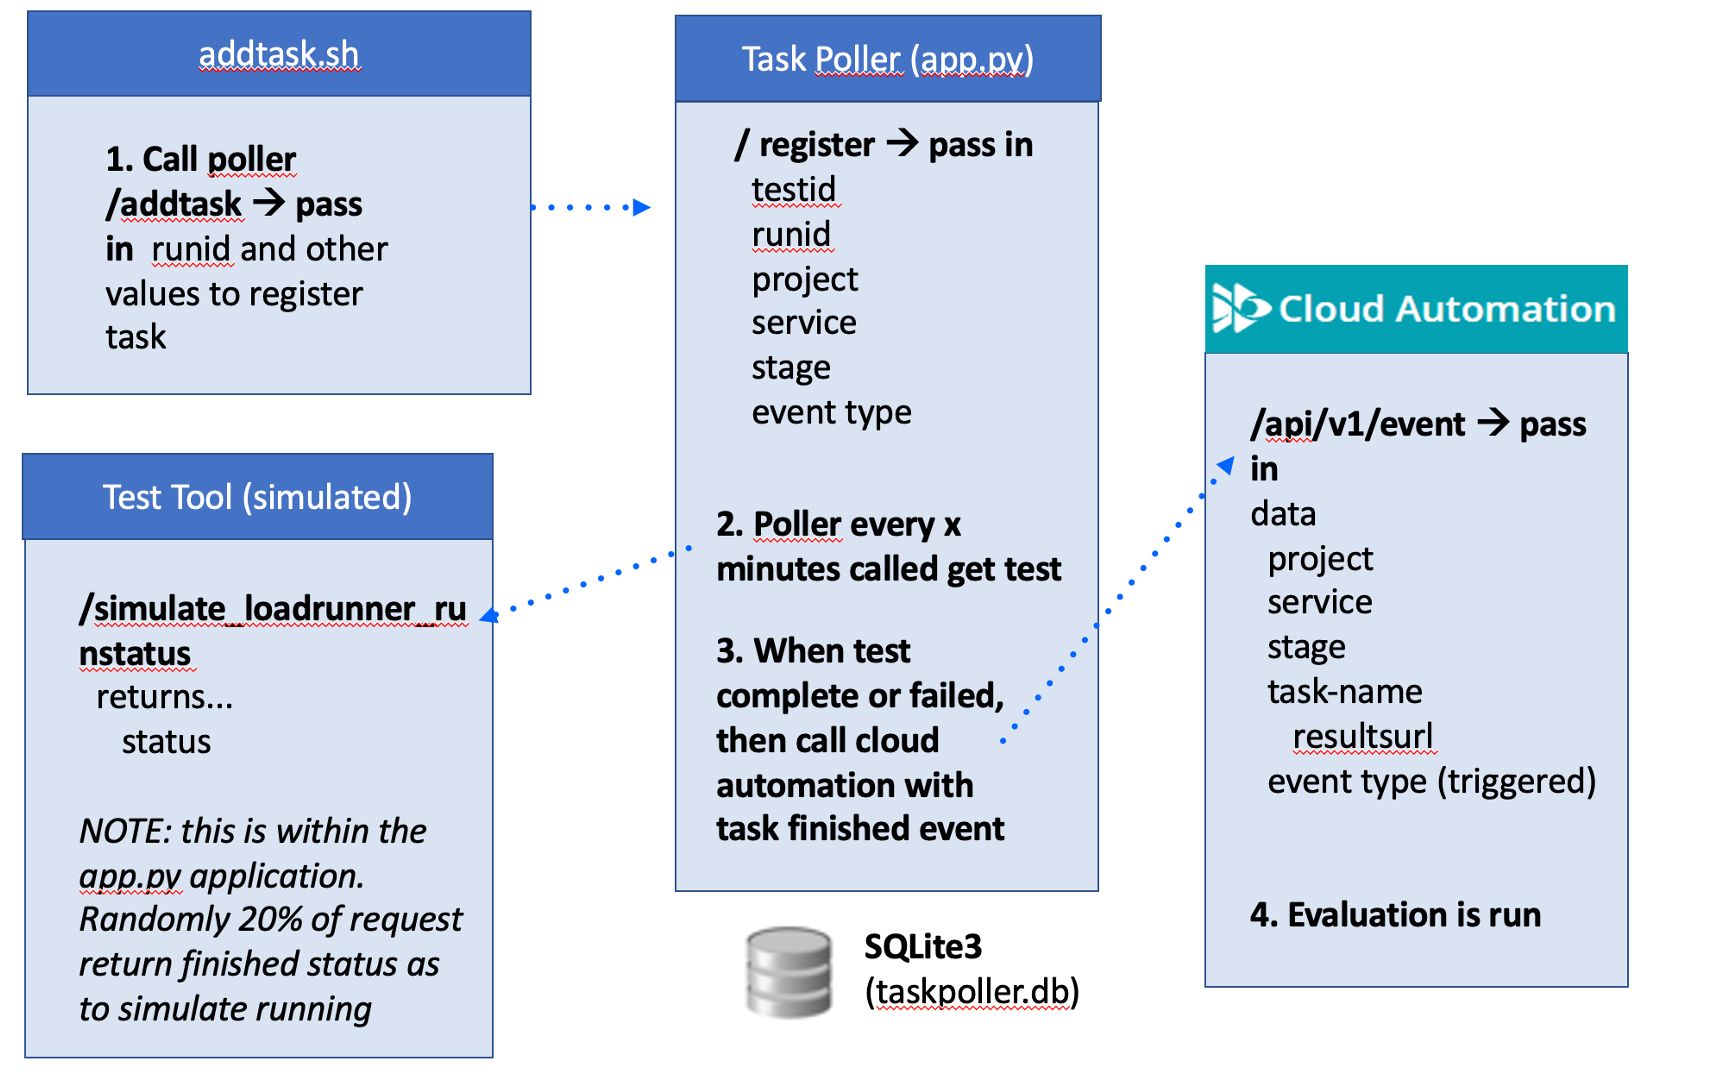 addtask.sh
1. Call poller
/addtask → pass
in runid and other
values to register
task
Test Tool (simulated)
/simulate_loadrunner_ru
nstatus
returns...
status
NOTE: this is within the
app.py application.
Randomly 20% of request
return finished status as
to simulate running
Task Poller (app.py)
/ register → pass in
testid
runid
project
service
stage
event type
2. Poller every x
minutes called get test
3. When test
complete or failed,
then call cloud
automation with
task finished event
SQLite3
(taskpoller.db)
Cloud Automation
/api/v1/event → pass
in
data
project
service
stage
task-name
resultsurl
event type (triggered)
4. Evaluation is run